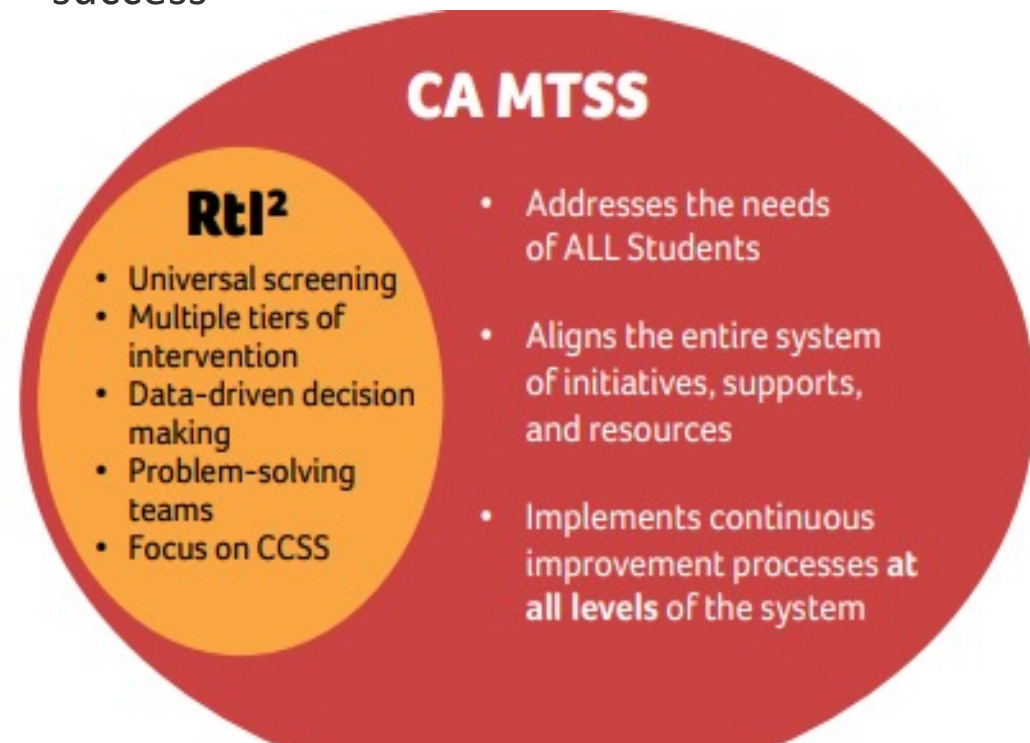 success
CA MTSS
RtI²
• Universal screening
• Multiple tiers of
intervention
• Data-driven decision
making
• Problem-solving
teams
• Focus on CCSS
• Addresses the needs
of ALL Students
• Aligns the entire system
of initiatives, supports,
and resources
• Implements continuous
improvement processes at
all levels of the system